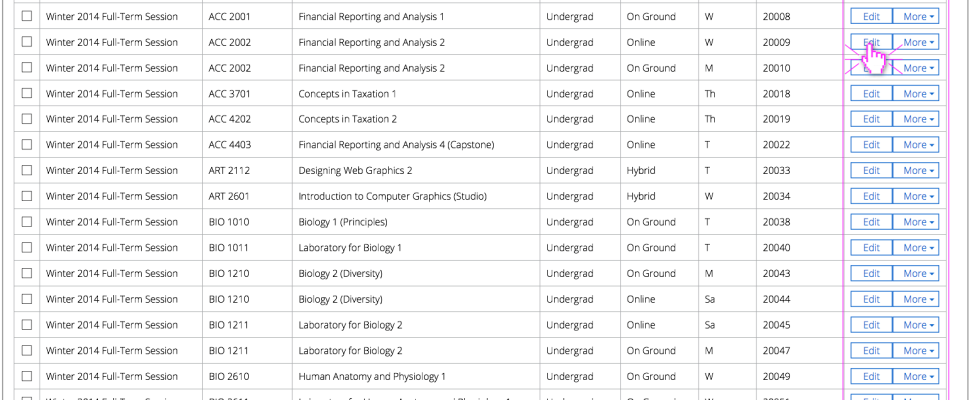 Winter 2014 Full-Term Session ACC 2001 Financial Reporting and Analysis 1 Undergrad On Ground W 20008 Edit More
Winter 2014 Full-Term Session ACC 2002 Financial Reporting and Analysis 2 Undergrad Online W 20009 Edit More
Winter 2014 Full-Term Session ACC 2002 Financial Reporting and Analysis 2 Undergrad On Ground M 20010 Edit More
Winter 2014 Full-Term Session ACC 3701 Concepts in Taxation 1 Undergrad Online Th 20018 Edit More
Winter 2014 Full-Term Session ACC 4202 Concepts in Taxation 2 Undergrad Online Th 20019 Edit More
Winter 2014 Full-Term Session ACC 4403 Financial Reporting and Analysis 4 (Capstone) Undergrad Online T 20022 Edit More
Winter 2014 Full-Term Session ART 2112 Designing Web Graphics 2 Undergrad Hybrid T 20033 Edit More
Winter 2014 Full-Term Session ART 2601 Introduction to Computer Graphics (Studio) Undergrad Hybrid W 20034 Edit More
Winter 2014 Full-Term Session BIO 1010 Biology 1 (Principles) Undergrad On Ground T 20038 Edit More
Winter 2014 Full-Term Session BIO 1011 Laboratory for Biology 1 Undergrad On Ground T 20040 Edit More
Winter 2014 Full-Term Session BIO 1210 Biology 2 (Diversity) Undergrad On Ground M 20043 Edit More
Winter 2014 Full-Term Session BIO 1210 Biology 2 (Diversity) Undergrad Online Sa 20044 Edit More
Winter 2014 Full-Term Session BIO 1211 Laboratory for Biology 2 Undergrad Online Sa 20045 Edit More
Winter 2014 Full-Term Session BIO 1211 Laboratory for Biology 2 Undergrad On Ground M 20047 Edit More
Winter 2014 Full-Term Session BIO 2610 Human Anatomy and Physiology 1 Undergrad On Ground W 20049 Edit More